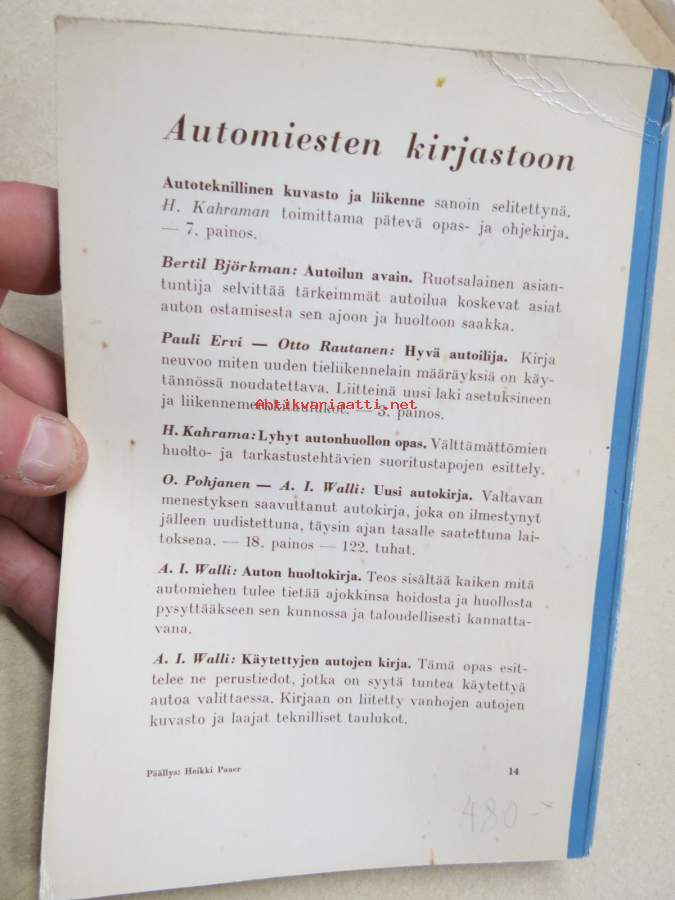 Automiesten kirjastoon
Autoteknillinen kuvasto ja liikenne sanoin selitettynä.
H. Kahraman toimittama pätevä opas- ja ohjekirja.
— 7. painos.
Bertil Björkman: Autoilun avain. Ruotsalainen asian-
tuntija selvittää tärkeimmät autoilua koskevat asiat
auton ostamisesta sen ajoon ja huoltoon saakka.
Pauli Ervi — Otto Rautanen: Hyvä autoilija. Kirja
neuvoo miten uuden tieliikennelain määräyksiä on käy-
tännössä noudatettava. Liitteinä uusi laki asetuksineen
ja painos.
Antikvariaatti.net
H. Kahrama: Lyhyt autonhuollon opas. Välttämättömien
huolto- ja tarkastustehtävien suoritustapojen esittely.
O. Pohjanen — A. I. Walli: Uusi autokirja. Valtavan
menestyksen saavuttanut autokirja, joka on ilmestynyt
jälleen uudistettuna, täysin ajan tasalle saatettuna lai-
toksena. — 18. painos — 122. tuhat.
A. I. Walli: Auton huoltokirja. Teos sisältää kaiken mitä
automiehen tulee tietää ajokkinsa hoidosta ja huollosta
pysyttääkseen sen kunnossa ja taloudellisesti kannatta-
vana.
A. I. Walli: Käytettyjen autojen kirja. Tämä opas esit-
telee ne perustiedot, jotka on syytä tuntea käytettyä
autoa valittaessa. Kirjaan on liitetty vanhojen autojen
kuvasto ja laajat teknilliset taulukot.
Päällys: Heikki Paner 14
480-